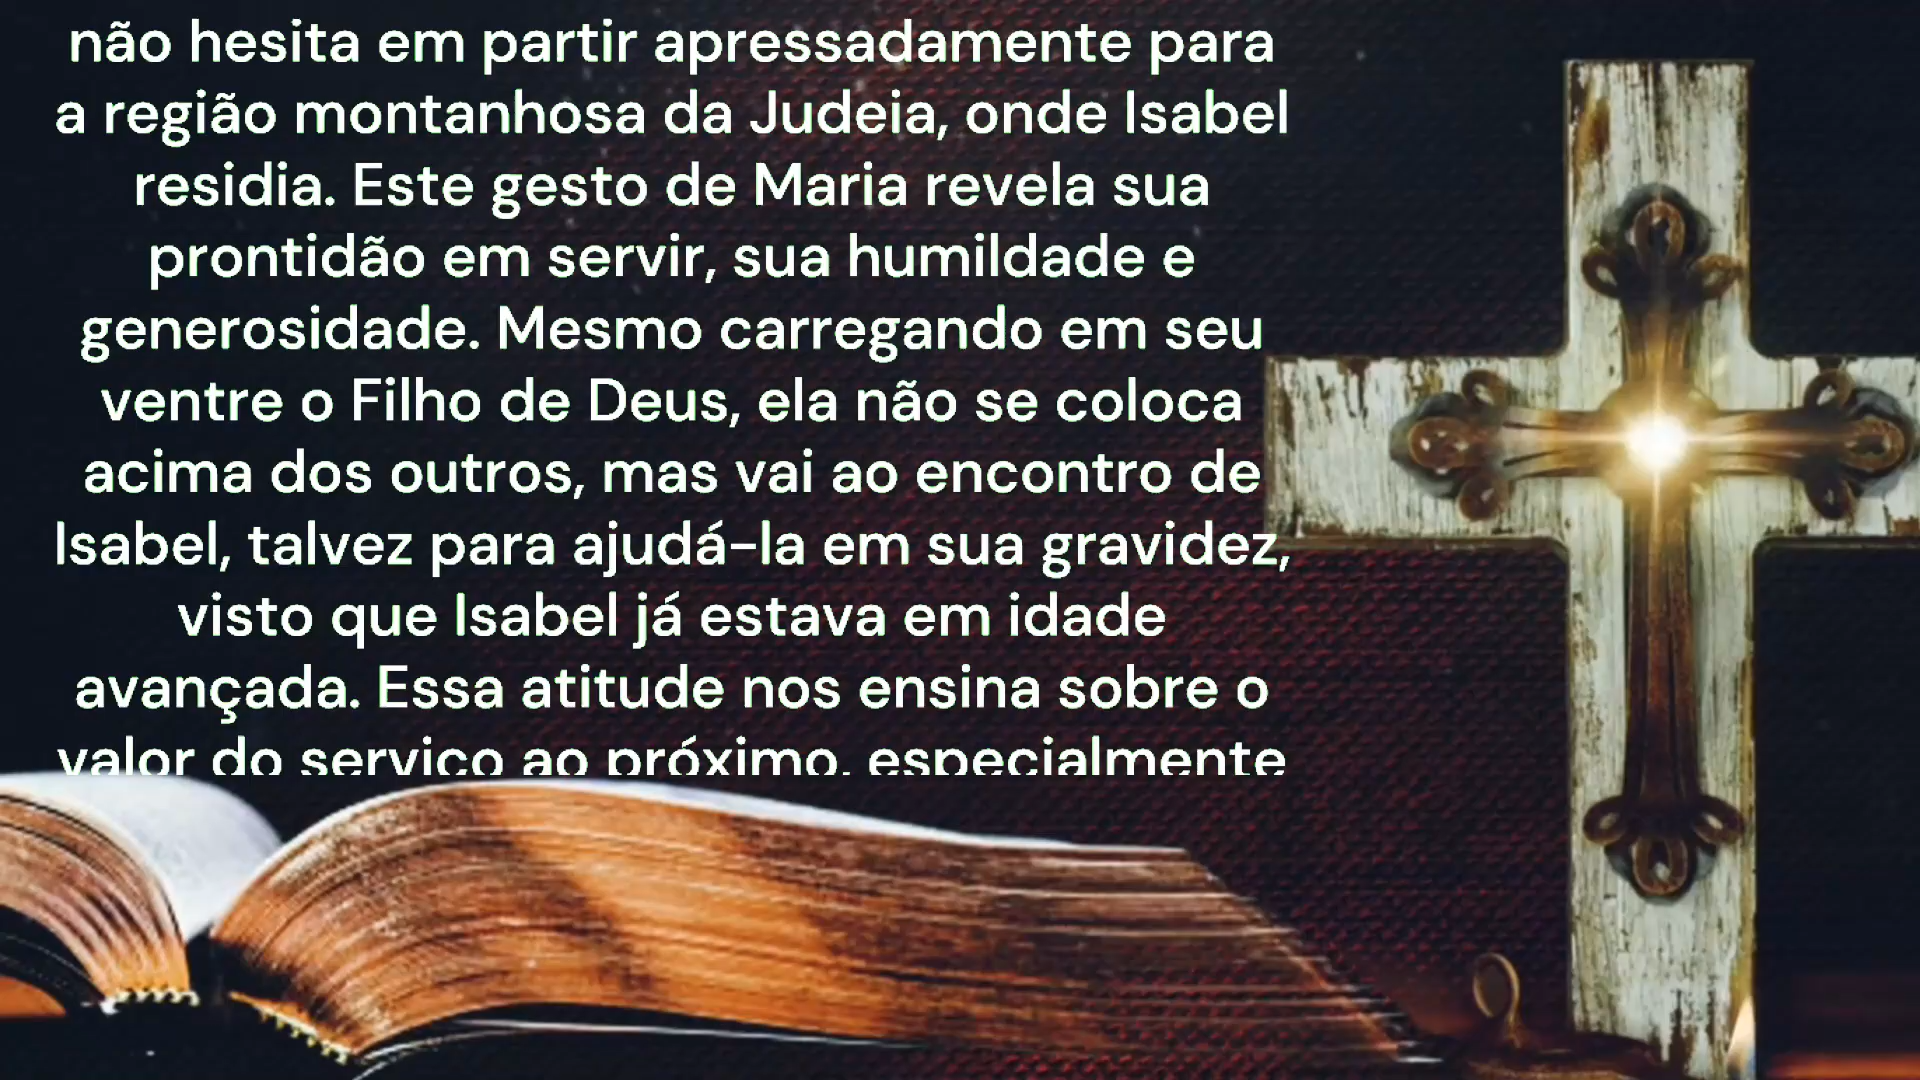 não hesita em partir apressadamente para
a região montanhosa da Judeia, onde Isabel
residia. Este gesto de Maria revela sua
prontidão em servir, sua humildade e
generosidade. Mesmo carregando em seu
ventre o Filho de Deus, ela não se coloca
acima dos outros, mas vai ao encontro de
Isabel, talvez para ajudá-la em sua gravidez,
visto que Isabel já estava em idade
avançada. Essa atitude nos ensina sobre o
valor do serviço ao próximo, especialmente